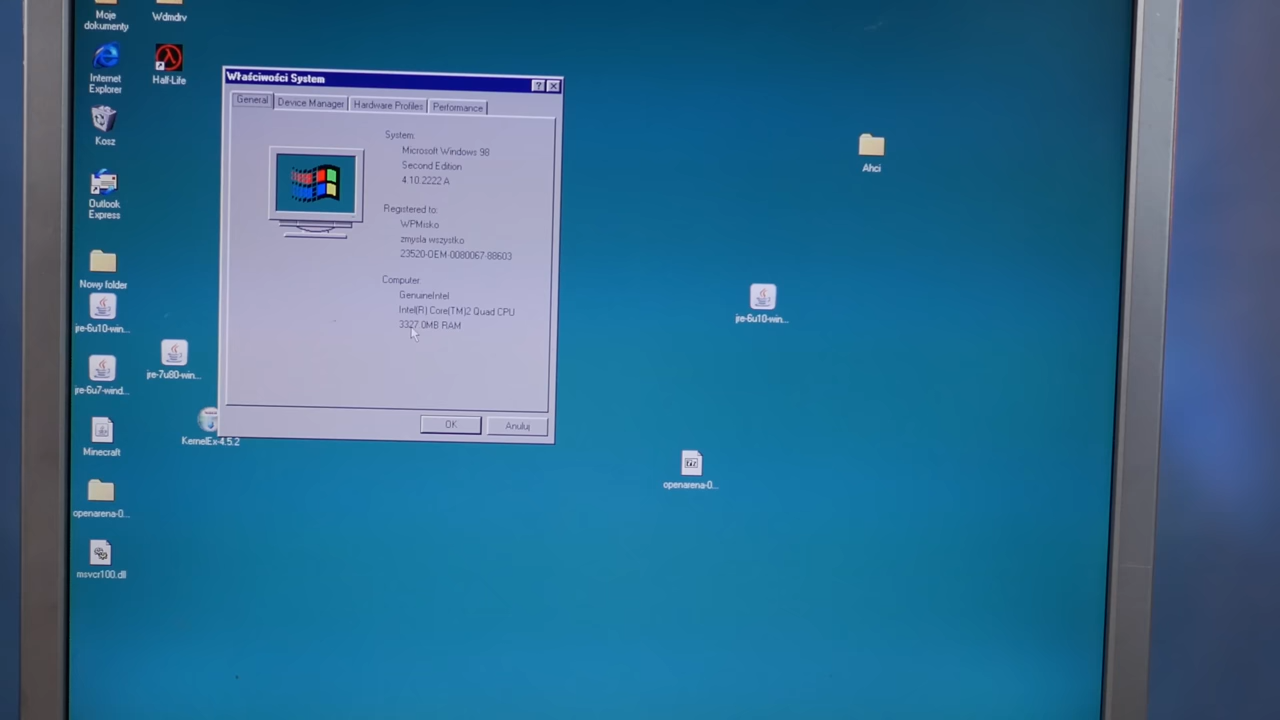 Moje
dokumenty
Wdmdrv
Internet
Explorer
Half-Life
Kosz
Outlook
Express
Nowy folder
jre-6u10-win...
jre-7u80-win...
jre-6u7-wind...
KernelEx-4.5.2
Minecraft
openarena-0...
msvcr100.dll
Właściwości System
General
Device Manager
Hardware Profiles
Performance
System:
Microsoft Windows 98
Second Edition
4.10.2222 A
Registered to:
WPMisko
zmysla wszystko
23520-OEM-0080067-88603
Computer:
GenuineIntel
Intel(R) Core(TM)2 Quad CPU
3327.0MB RAM
OK
Anuluj
Ahci
jre-6u10-win...
openarena-0...